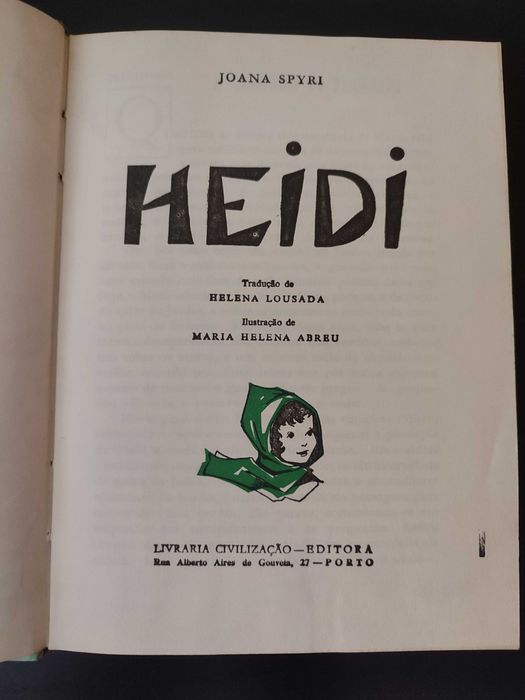 JOANA SPYRI
HEiDi
Tradução de
HELENA LOUSADA
Ilustração de
MARIA HELENA ABREU
LIVRARIA CIVILIZAÇÃO—EDITORA
Rua Alberto Aires de Gouveia, 27—PORTO